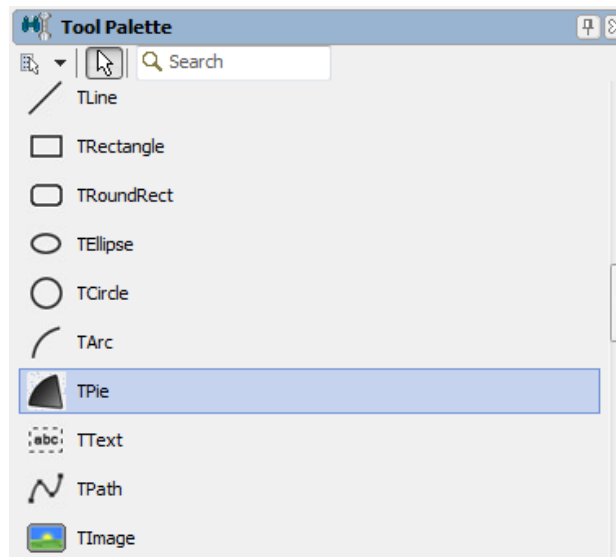 Tool Palette
Search
TLine
TRectangle
TRoundRect
TEllipse
TCircle
TArc
TPie
abc TText
TPath
TImage